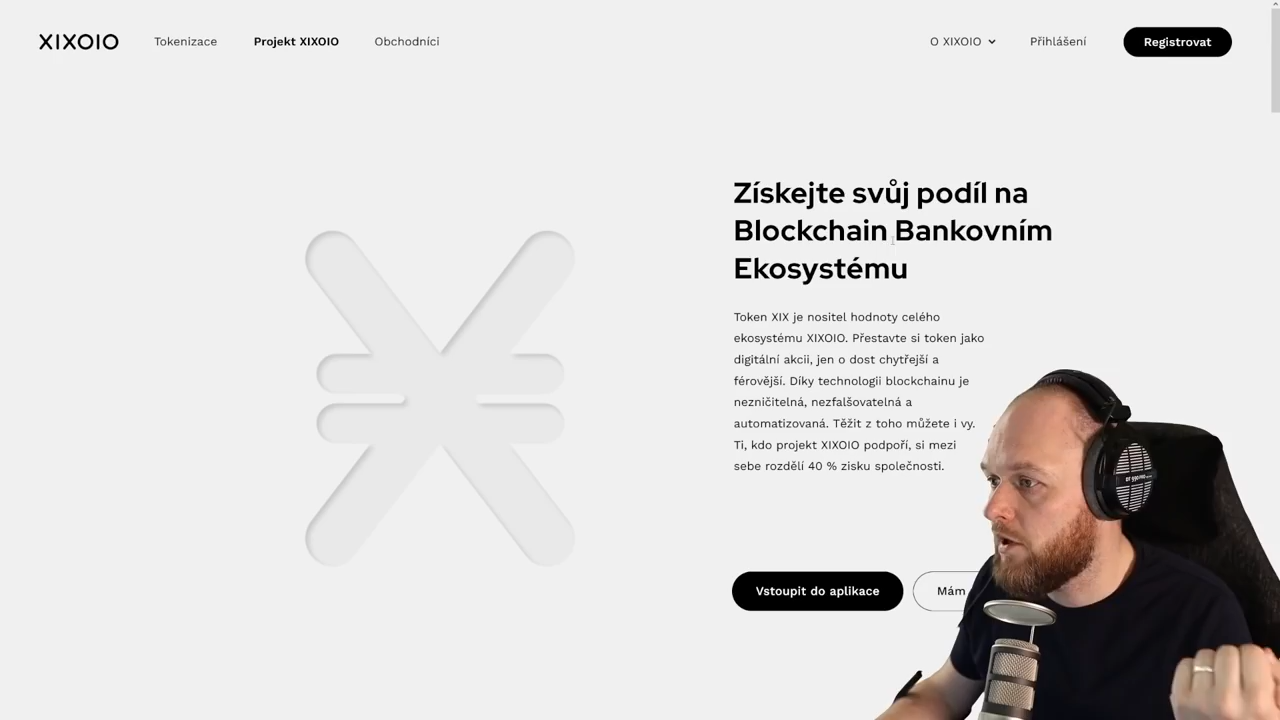 XIXOIO Tokenizace Projekt XIXOIO Obchodníci O XIXOIO Přihlášení Registrovat
Získejte svůj podíl na
Blockchain Bankovním
Ekosystému
Token XIX je nositel hodnoty celého
ekosystému XIXOIO. Přestavte si token jako
digitální akcii, jen o dost chytřejší a
férovější. Díky technologii blockchainu je
nezničitelná, nezfalšovatelná a
automatizovaná. Těžit z toho můžete i vy.
Ti, kdo projekt XIXOIO podpoří, si mezi
sebe rozdělí 40 % zisku společnosti.
Vstoupit do aplikace Mám